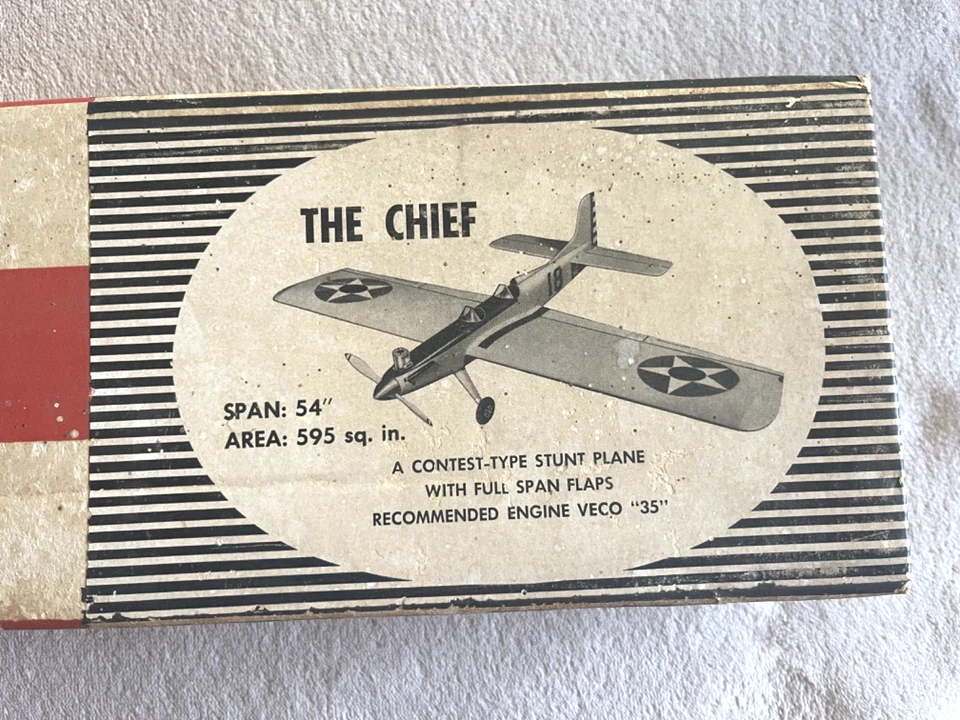 THE CHIEF
18
SPAN: 54"
AREA: 595 sq. in.
A CONTEST-TYPE STUNT PLANE
WITH FULL SPAN FLAPS
RECOMMENDED ENGINE VECO “35”